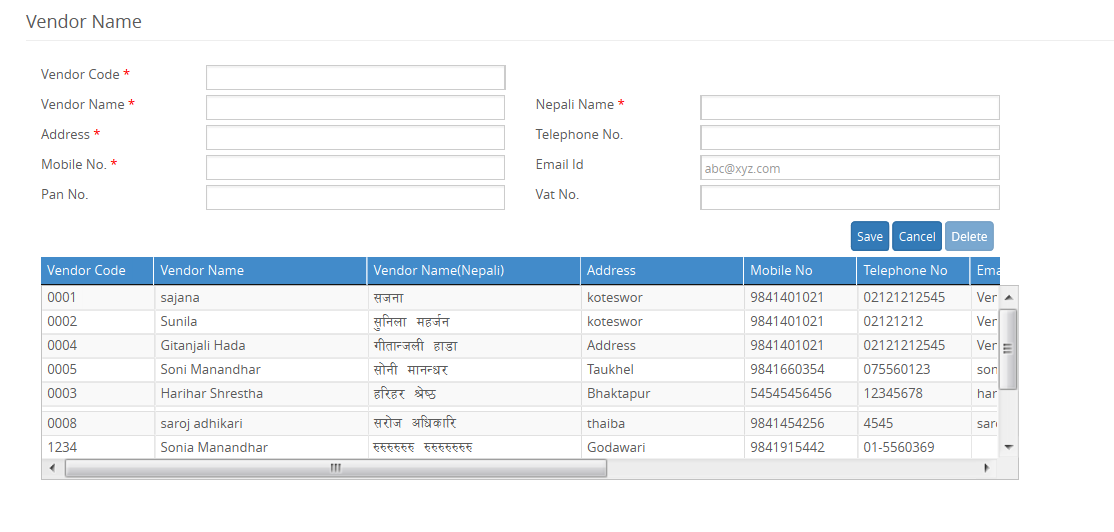 Vendor Name
Vendor Code *
Vendor Name * Nepali Name *
Address * Telephone No.
Mobile No. * Email Id abc@xyz.com
Pan No. Vat No.
Save Cancel Delete
Vendor Code Vendor Name Vendor Name(Nepali) Address Mobile No Telephone No Ema
0001 sajana सजना koteswor 9841401021 02121212545 Ver
0002 Sunila सुनिला महर्जन koteswor 9841401021 02121212 Ver
0004 Gitanjali Hada गीतान्जली हाडा Address 9841401021 02121212545 Ver
0005 Soni Manandhar सोनी मानन्धर Taukhel 9841660354 075560123 son
0003 Harihar Shrestha हरिहर श्रेष्ठ Bhaktapur 54545456456 12345678 har
0008 saroj adhikari सरोज अधिकारि thaiba 9841454256 4545 sar
1234 Sonia Manandhar रुरुरुरुरुरु रुरुरुरुरुरुरु Godawari 9841915442 01-5560369